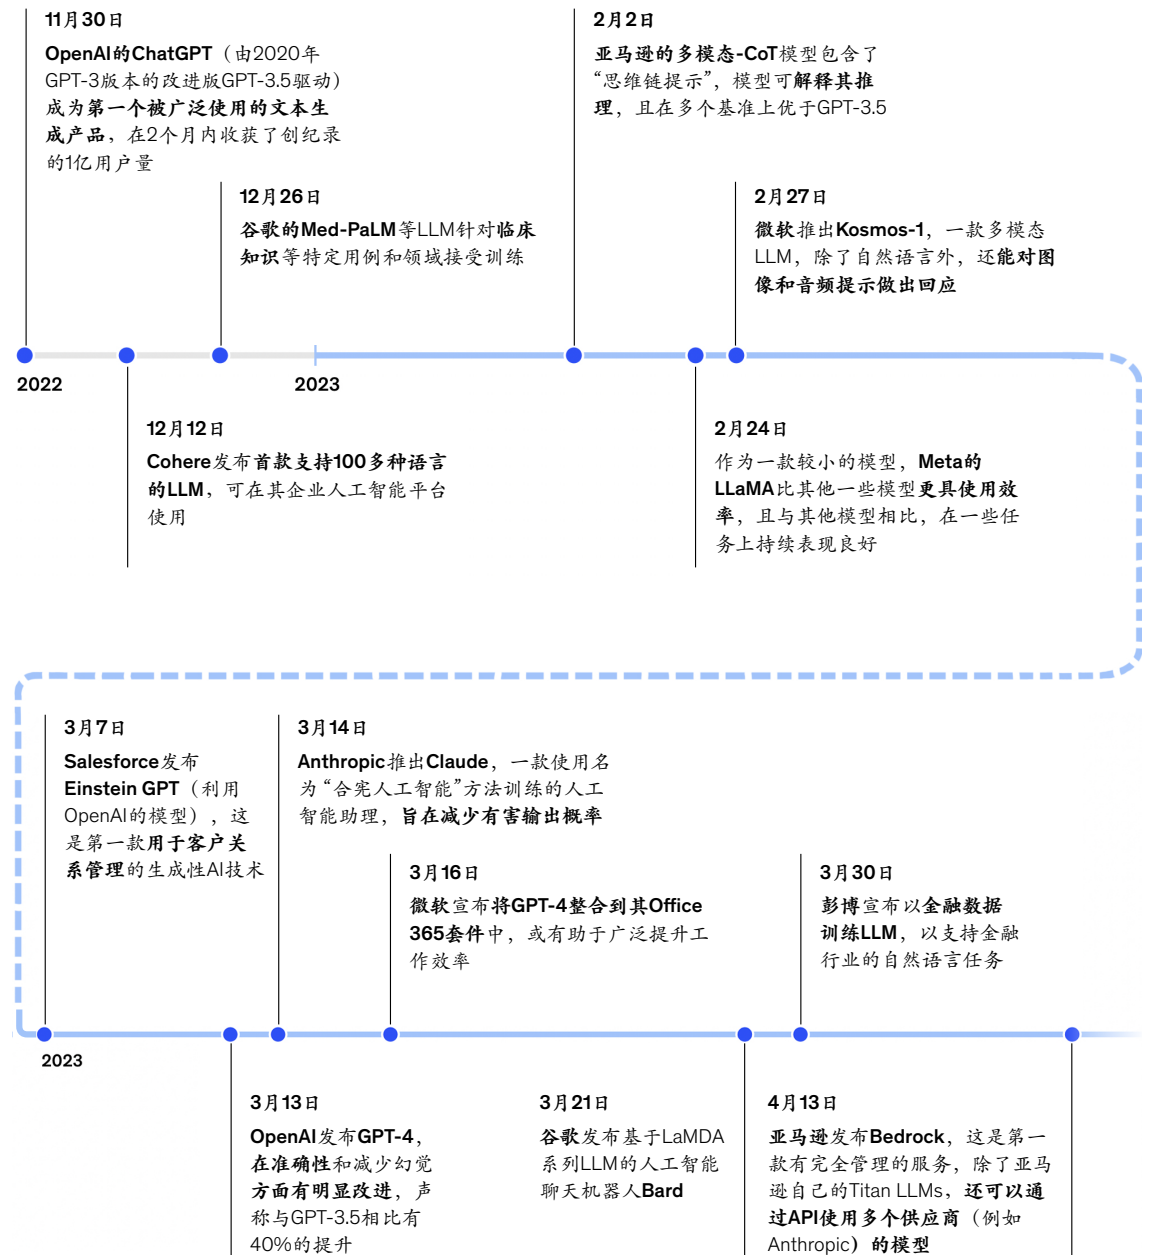 11月30日
OpenAI的ChatGPT（由2020年
GPT-3版本的改进版GPT-3.5驱动）
成为第一个被广泛使用的文本生
成产品，在2个月内收获了创纪录
的1亿用户量
12月26日
谷歌的Med-PaLM等LLM针对临床
知识等特定用例和领域接受训练
2月2日
亚马逊的多模态-CoT模型包含了
“思维链提示”，模型可解释其推
理，且在多个基准上优于GPT-3.5
2月27日
微软推出Kosmos-1，一款多模态
LLM，除了自然语言外，还能对图
像和音频提示做出回应
2022
2023
12月12日
Cohere发布首款支持100多种语言
的LLM，可在其企业人工智能平台
使用
2月24日
作为一款较小的模型，Meta的
LLaMA比其他一些模型更具使用效
率，且与其他模型相比，在一些任
务上持续表现良好
3月7日
Salesforce发布
Einstein GPT（利用
OpenAI的模型），这
是第一款用于客户关
系管理的生成性AI技术
3月14日
Anthropic推出Claude，一款使用名
为“合宪人工智能”方法训练的人工
智能助理，旨在减少有害输出概率
3月16日
微软宣布将GPT-4整合到其Office
365套件中，或有助于广泛提升工
作效率
3月30日
彭博宣布以金融数据
训练LLM，以支持金融
行业的自然语言任务
2023
3月13日
OpenAI发布GPT-4，
在准确性和减少幻觉
方面有明显改进，声
称与GPT-3.5相比有
40%的提升
3月21日
谷歌发布基于LaMDA
系列LLM的人工智能
聊天机器人Bard
4月13日
亚马逊发布Bedrock，这是第一
款有完全管理的服务，除了亚马
逊自己的Titan LLMs，还可以通
过API使用多个供应商（例如
Anthropic）的模型